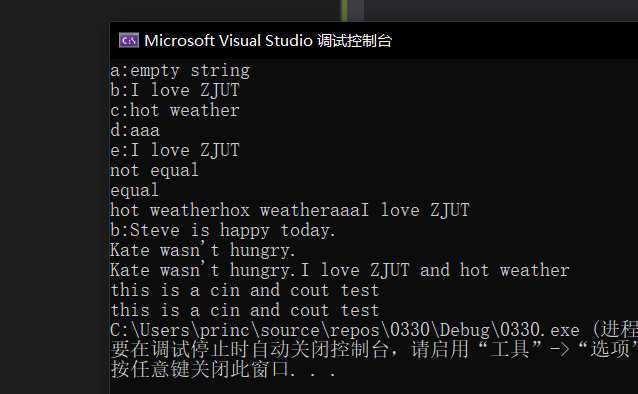 Microsoft Visual Studio 调试控制台
a:empty string
b:I love ZJUT
c:hot weather
d:aaa
e:I love ZJUT
not equal
equal
hot weatherhox weatheraaaI love ZJUT
b:Steve is happy today.
Kate wasn't hungry.
Kate wasn't hungry.I love ZJUT and hot weather
this is a cin and cout test
this is a cin and cout test
C:\Users\princ\source\repos\0330\Debug\0330.exe (进程
要在调试停止时自动关闭控制台，请启用“工具”->“选项”
按任意键关闭此窗口. . .